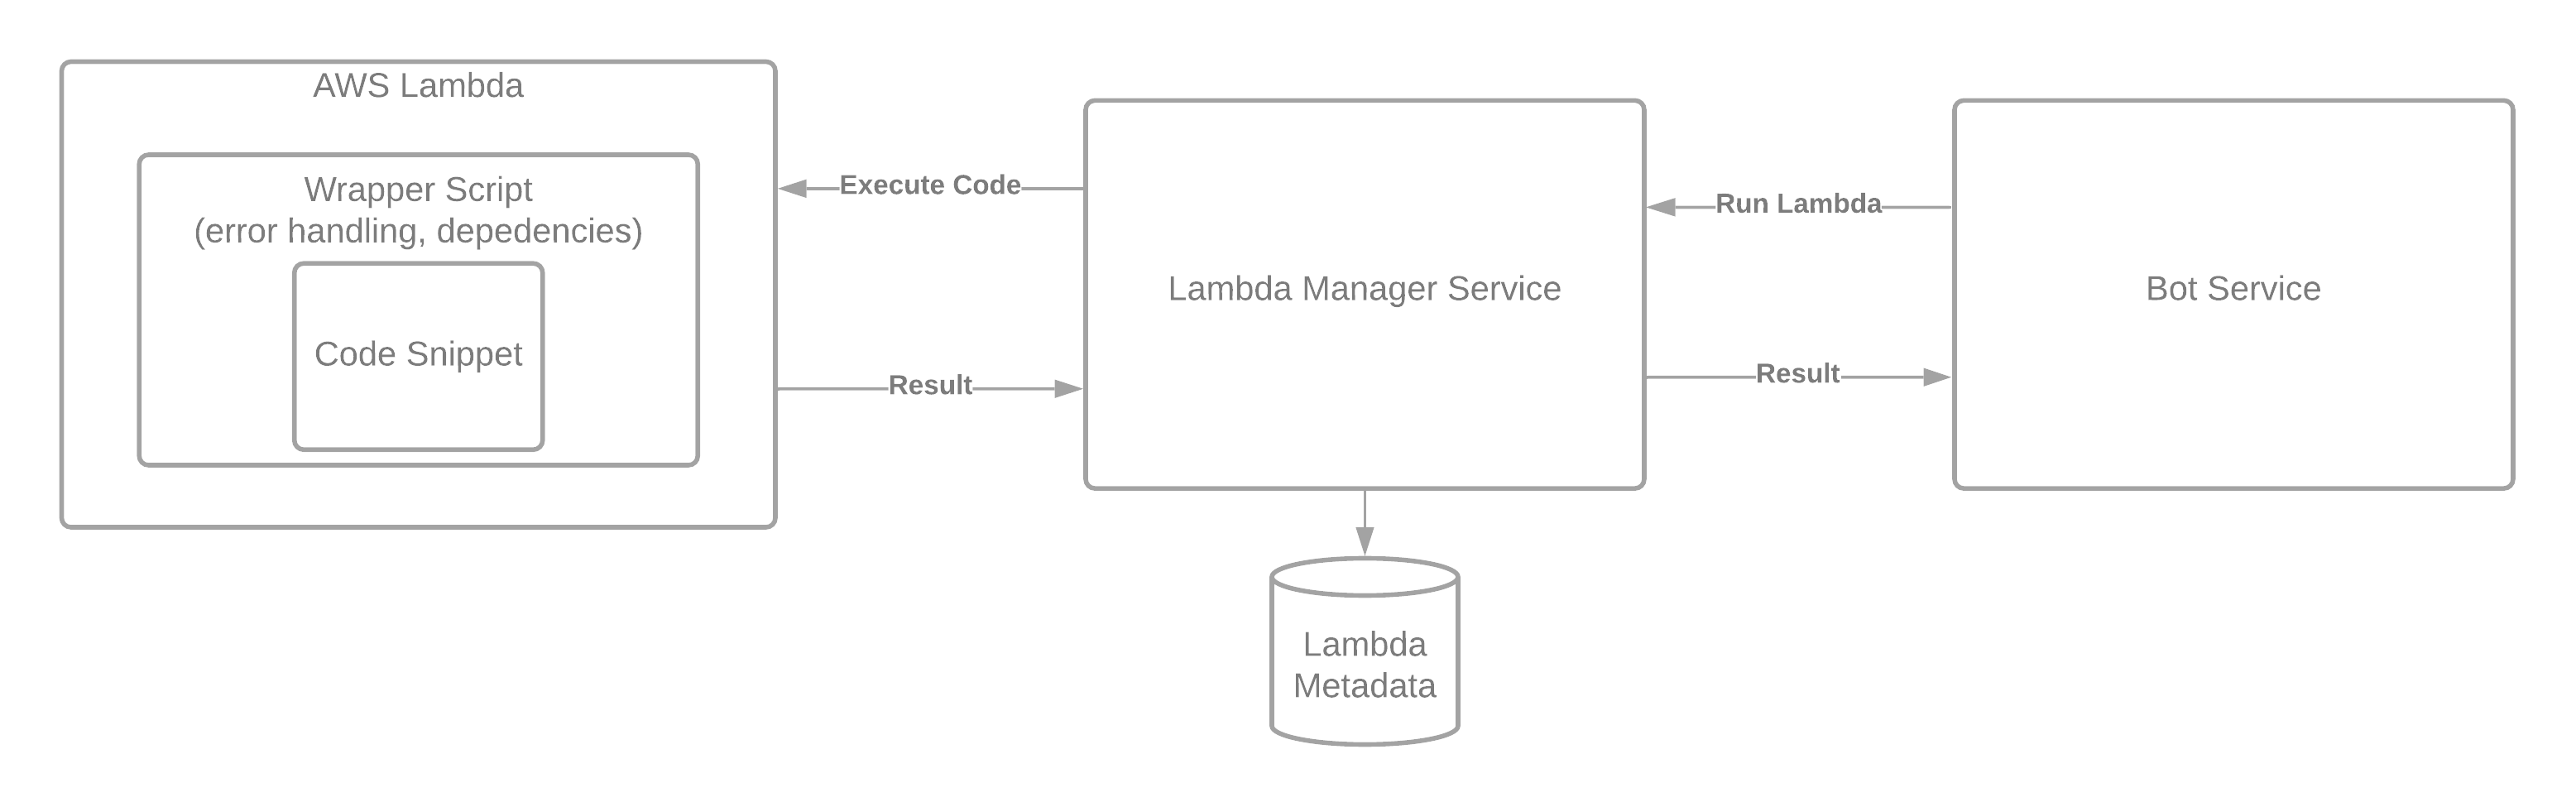 AWS Lambda
Wrapper Script
(error handling, depedencies)
Code Snippet
Execute Code
Result
Lambda Manager Service
Run Lambda
Result
Bot Service
Lambda
Metadata